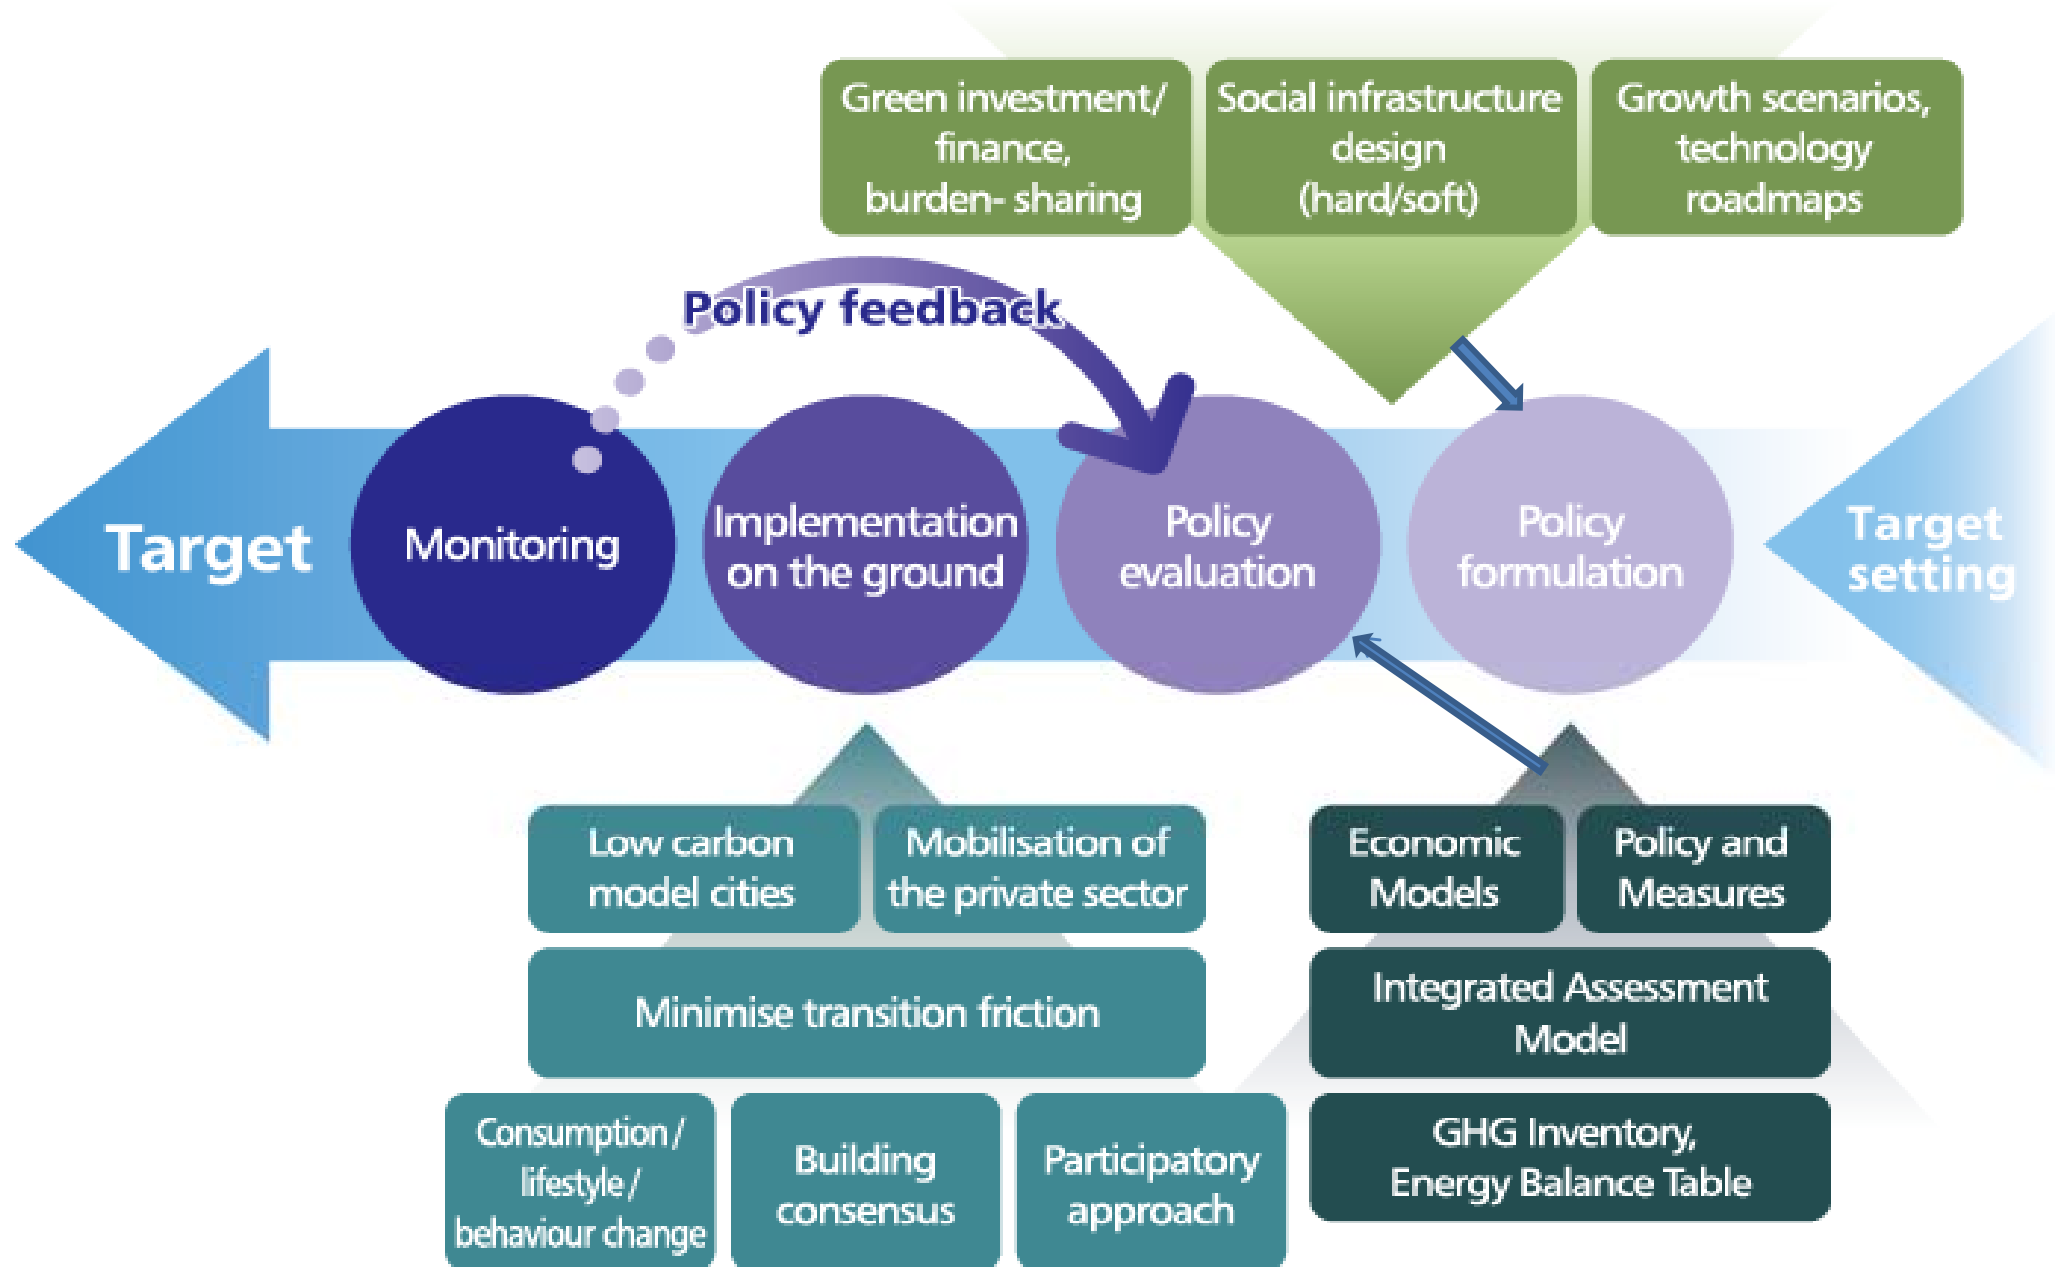 Green investment/
finance,
burden- sharing
Social infrastructure
design
(hard/soft)
Growth scenarios,
technology
roadmaps
Policy feedback
Target
Monitoring
Implementation
on the ground
Policy
evaluation
Policy
formulation
Target
setting
Low carbon
model cities
Mobilisation of
the private sector
Economic
Models
Policy and
Measures
Minimise transition friction
Integrated Assessment
Model
Consumption /
lifestyle /
behaviour change
Building
consensus
Participatory
approach
GHG Inventory,
Energy Balance Table